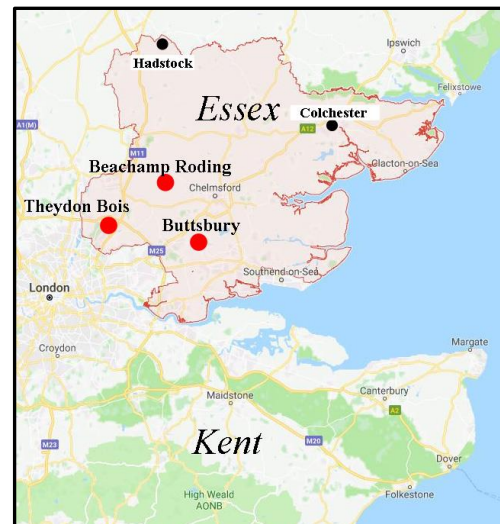 Ipswich
Hadstock
Felixstowe
Essex
Colchester
A1(M)
A12
M11
Beachamp Roding
Clacton-on-Sea
Chelmsford
Theydon Bois
Buttsbury
M25
Southend-on-Sea
London
Margate
Croydon
Maidstone
Canterbury
A2
Kent
M23
M20
Dover
High Weald
AONB
Folkestone